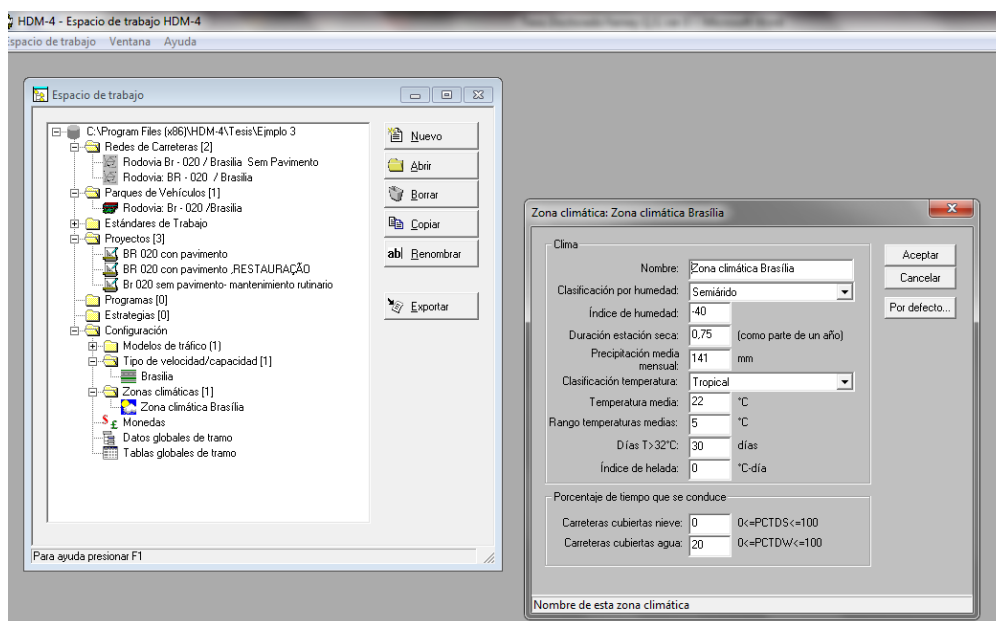 HDM-4 - Espacio de trabajo HDM-4
Espacio de trabajo Ventana Ayuda
Espacio de trabajo
C:\Program Files (x86)\HDM-4\Tesis\Ejmplo 3
Redes de Carreteras [2]
Rodovia Br - 020 / Brasilia Sem Pavimento
Rodovia: BR - 020 / Brasilia
Parques de Vehículos [1]
Rodovia: Br - 020 /Brasilia
Estándares de Trabajo
Proyectos [3]
BR 020 con pavimento
BR 020 con pavimento ,RESTAURAÇÃO
Br 020 sem pavimento- mantenimiento rutinario
Programas [0]
Estrategias [0]
Configuración
Modelos de tráfico (1)
Tipo de velocidad/capacidad [1]
Brasilia
Zonas climáticas [1]
Zona climática Brasília
Monedas
Datos globales de tramo
Tablas globales de tramo
Nuevo
Abrir
Borrar
Copiar
ab Renombrar
Exportar
Para ayuda presionar F1
Zona climática: Zona climática Brasília
Clima
Nombre: Zona climática Brasília
Clasificación por humedad: Semiárido
Índice de humedad: -40
Duración estación seca: 0,75 (como parte de un año)
Precipitación media mensual: 141 mm
Clasificación temperatura: Tropical
Temperatura media: 22 °C
Rango temperaturas medias: 5 °C
Días T>32°C: 30 días
Índice de helada: 0 °C-día
Porcentaje de tiempo que se conduce
Carreteras cubiertas nieve: 0 0<=PCTDS<=100
Carreteras cubiertas agua: 20 0<=PCTDW<=100
Aceptar
Cancelar
Por defecto...
Nombre de esta zona climática